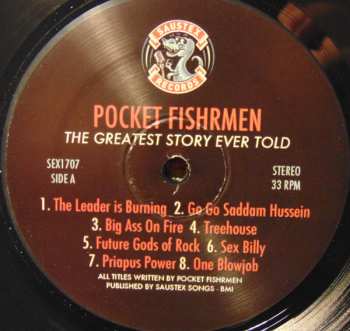 SAUSTEX
RECORDS
POCKET FISHRMEN
THE GREATEST STORY EVER TOLD
SEX1707
SIDE A
STEREO
33 RPM
1. The Leader is Burning 2. Go Go Saddam Hussein
3. Big Ass On Fire 4. Treehouse
5. Future Gods of Rock 6. Sex Billy
7. Priapus Power 8. One Blowjob
ALL TITLES WRITTEN BY POCKET FISHRMEN
PUBLISHED BY SAUSTEX SONGS - BMI